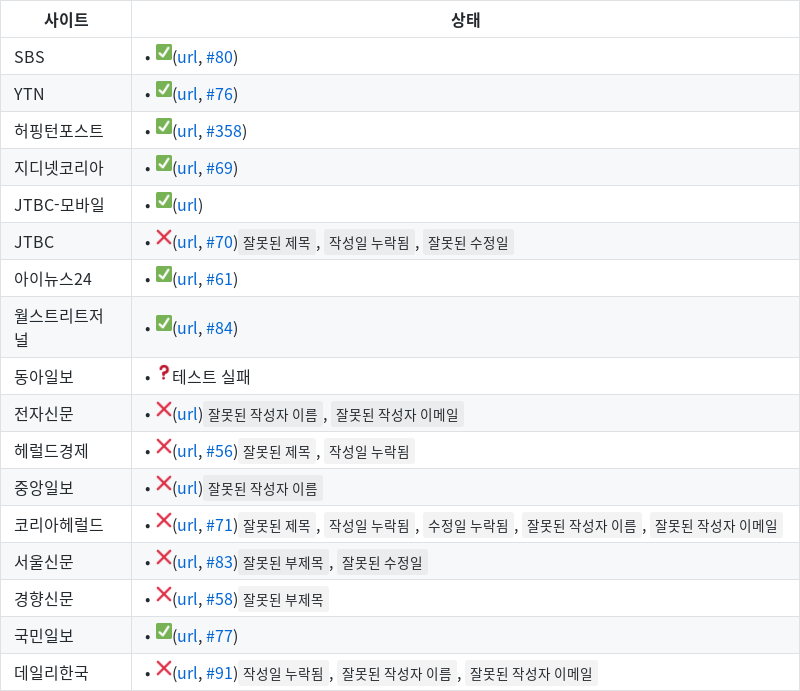 사이트 상태
SBS • ✅(url, #80)
YTN • ✅(url, #76)
허핑턴포스트 • ✅(url, #358)
지디넷코리아 • ✅(url, #69)
JTBC-모바일 • ✅(url)
JTBC • ❌(url, #70) 잘못된 제목 , 작성일 누락됨 , 잘못된 수정일
아이뉴스24 • ✅(url, #61)
월스트리트저
널 • ✅(url, #84)
동아일보 • ❓테스트 실패
전자신문 • ❌(url) 잘못된 작성자 이름 , 잘못된 작성자 이메일
헤럴드경제 • ❌(url, #56) 잘못된 제목 , 작성일 누락됨
중앙일보 • ❌(url) 잘못된 작성자 이름
코리아헤럴드 • ❌(url, #71) 잘못된 제목 , 작성일 누락됨 , 수정일 누락됨 , 잘못된 작성자 이름 , 잘못된 작성자 이메일
서울신문 • ❌(url, #83) 잘못된 부제목 , 잘못된 수정일
경향신문 • ❌(url, #58) 잘못된 부제목
국민일보 • ✅(url, #77)
데일리한국 • ❌(url, #91) 작성일 누락됨 , 잘못된 작성자 이름 , 잘못된 작성자 이메일